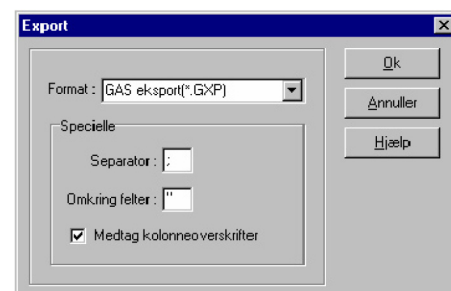 Export
Format : GAS eksport(*.GXP)
Specielle
Separator : ;
Omkring felter : "
Medtag kolonneoverskrifter
Ok
Annuller
Hjælp